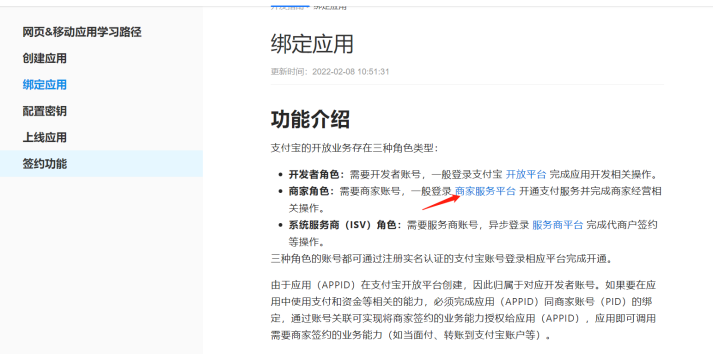 网页&移动应用学习路径
创建应用
绑定应用
配置密钥
上线应用
签约功能
绑定应用
更新时间：2022-02-08 10:51:31
功能介绍
支付宝的开放业务存在三种角色类型：
开发者角色：需要开发者账号，一般登录支付宝 开放平台 完成应用开发相关操作。
商家角色：需要商家账号，一般登录 商家服务平台 开通支付服务并完成商家经营相
关操作。
系统服务商（ISV）角色：需要服务商账号，异步登录 服务商平台 完成代商户签约
等操作。
三种角色的账号都可通过注册实名认证的支付宝账号登录相应平台完成开通。
由于应用（APPID）在支付宝开放平台创建，因此归属于对应开发者账号。如果要在应
用中使用支付和资金等相关的能力，必须完成应用（APPID）同商家账号（PID）的绑
定，通过账号关联可实现将商家签约的业务能力授权给应用（APPID），应用即可调用
需要商家签约的业务能力（如当面付、转账到支付宝账户等）。